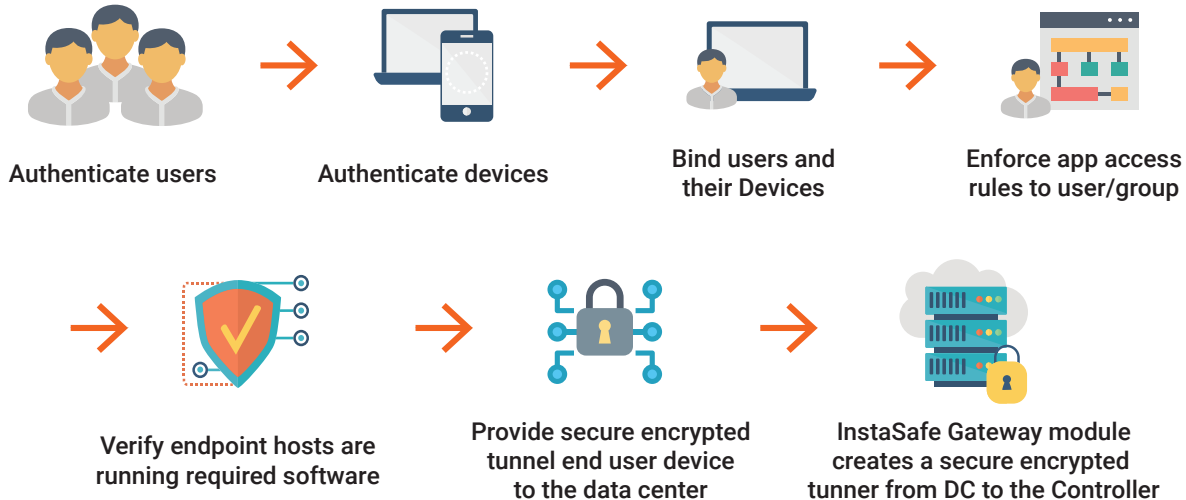 Authenticate users
Authenticate devices
Bind users and
their Devices
Enforce app access
rules to user/group
Verify endpoint hosts are
running required software
Provide secure encrypted
tunnel end user device
to the data center
InstaSafe Gateway module
creates a secure encrypted
tunner from DC to the Controller